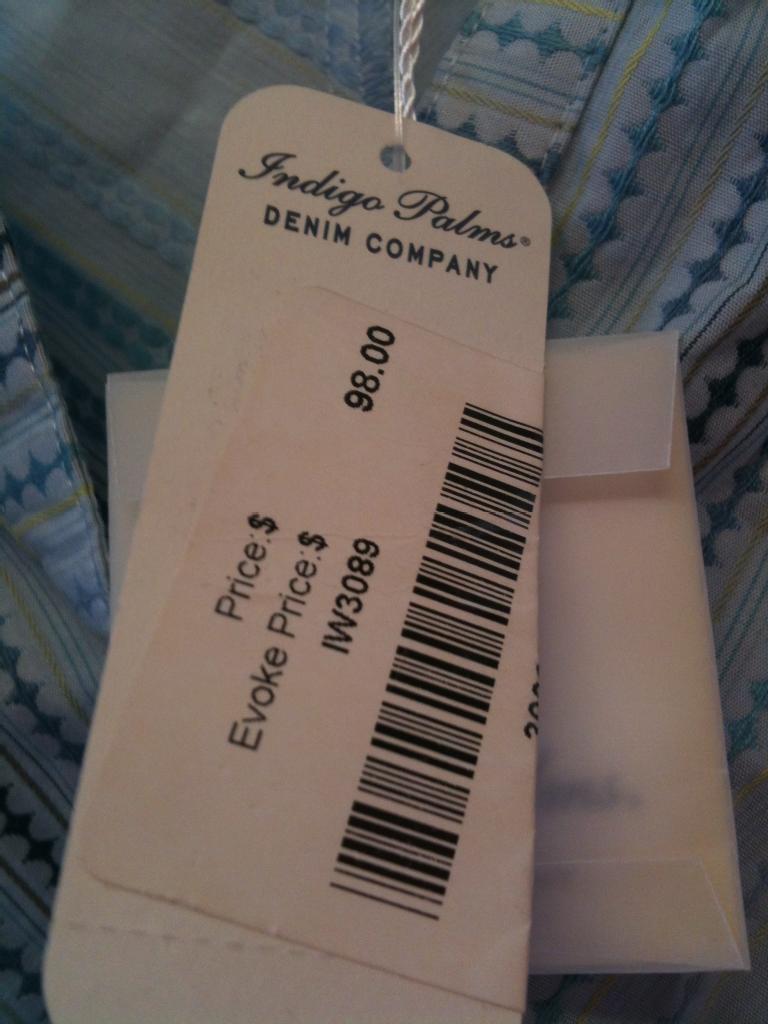 Indigo Palms®
DENIM COMPANY
Price:$
98.00
Evoke Price:$
IW3089